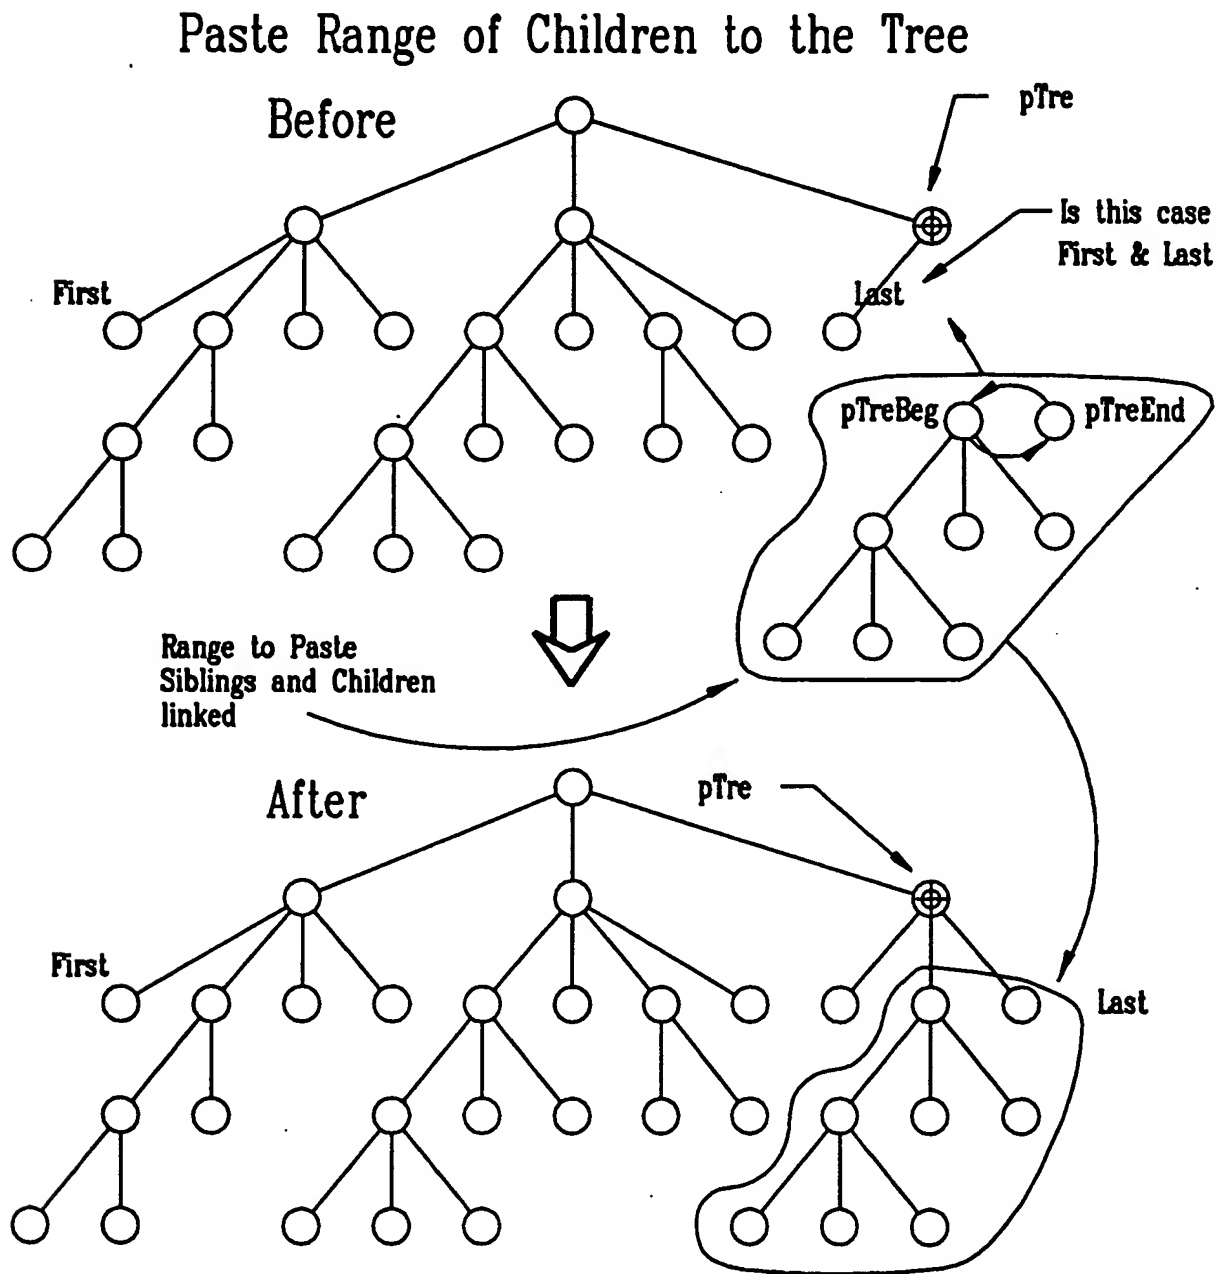 Paste Range of Children to the Tree
Before
pTre
Is this case
First & Last
First
Last
pTreBeg
pTreEnd
Range to Paste
Siblings and Children
linked
After
pTre
First
Last